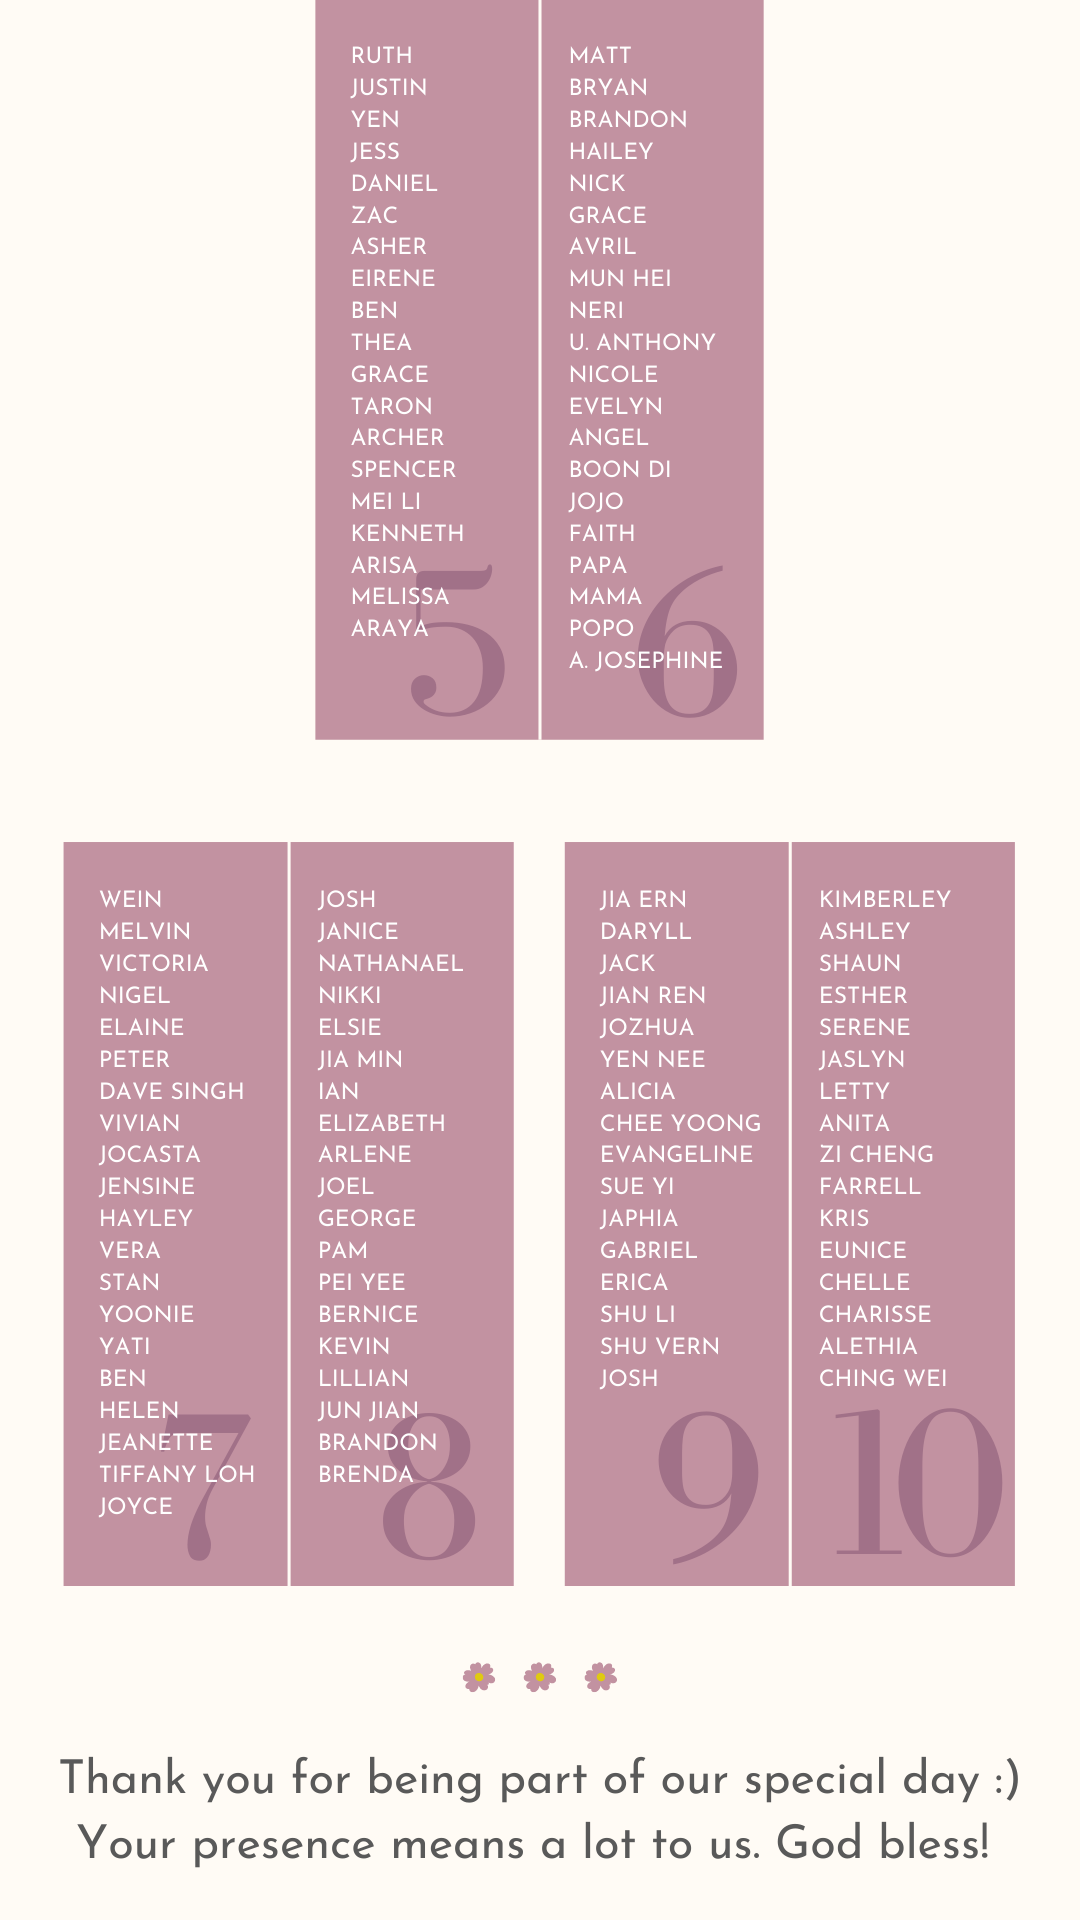 RUTH
JUSTIN
YEN
JESS
DANIEL
ZAC
ASHER
EIRENE
BEN
THEA
GRACE
TARON
ARCHER
SPENCER
MEI LI
KENNETH
ARISA
MELISSA
ARAYA
5
MATT
BRYAN
BRANDON
HAILEY
NICK
GRACE
AVRIL
MUN HEI
NERI
U. ANTHONY
NICOLE
EVELYN
ANGEL
BOON DI
JOJO
FAITH
PAPA
MAMA
POPO
A. JOSEPHINE
6
WEIN
MELVIN
VICTORIA
NIGEL
ELAINE
PETER
DAVE SINGH
VIVIAN
JOCASTA
JENSINE
HAYLEY
VERA
STAN
YOONIE
YATI
BEN
HELEN
JEANETTE
TIFFANY LOH
JOYCE
7
JOSH
JANICE
NATHANAEL
NIKKI
ELSIE
JIA MIN
IAN
ELIZABETH
ARLENE
JOEL
GEORGE
PAM
PEI YEE
BERNICE
KEVIN
LILLIAN
JUN JIAN
BRANDON
BRENDA
8
JIA ERN
DARYLL
JACK
JIAN REN
JOZHUA
YEN NEE
ALICIA
CHEE YOONG
EVANGELINE
SUE YI
JAPHIA
GABRIEL
ERICA
SHU LI
SHU VERN
JOSH
9
KIMBERLEY
ASHLEY
SHAUN
ESTHER
SERENE
JASLYN
LETTY
ANITA
ZI CHENG
FARRELL
KRIS
EUNICE
CHELLE
CHARISSE
ALETHIA
CHING WEI
10
Thank you for being part of our special day :)
Your presence means a lot to us. God bless!